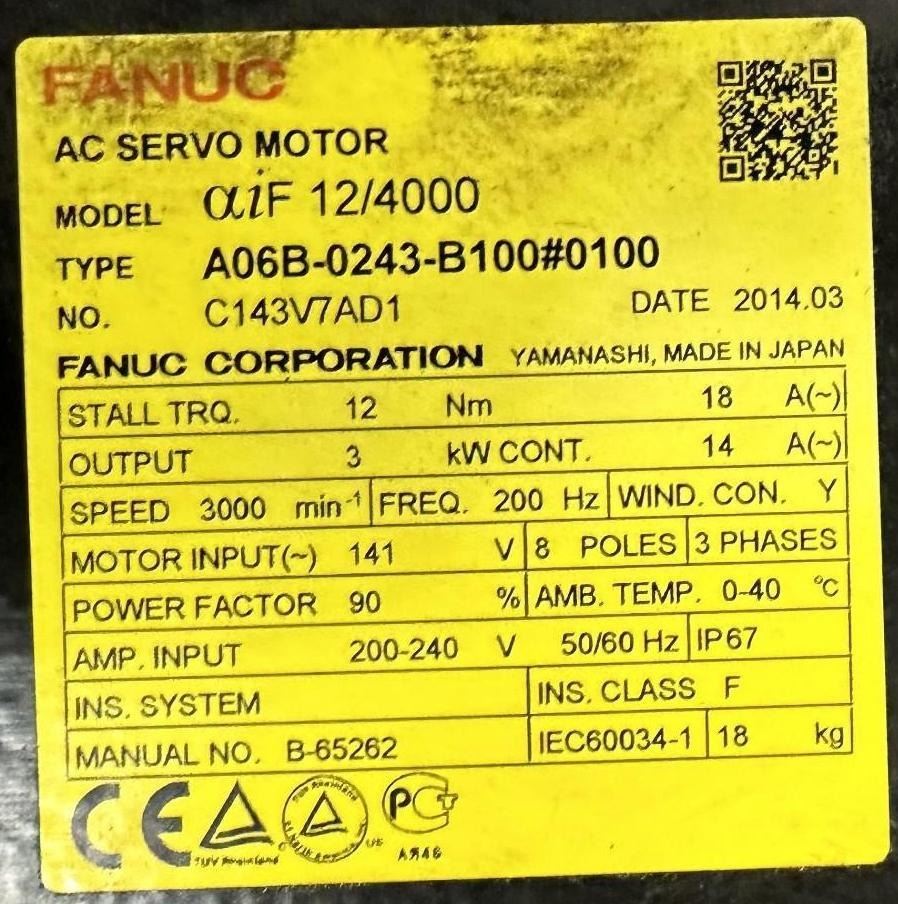 FANUC
AC SERVO MOTOR
MODEL αiF 12/4000
TYPE A06B-0243-B100#0100
NO. C143V7AD1 DATE 2014.03
FANUC CORPORATION YAMANASHI, MADE IN JAPAN
STALL TRQ. 12 Nm 18 A(~)
OUTPUT 3 kW CONT. 14 A(~)
SPEED 3000 min⁻¹ FREQ. 200 Hz WIND. CON. Y
MOTOR INPUT(~) 141 V 8 POLES 3 PHASES
POWER FACTOR 90 % AMB. TEMP. 0-40 °C
AMP. INPUT 200-240 V 50/60 Hz IP67
INS. SYSTEM INS. CLASS F
MANUAL NO. B-65262 IEC60034-1 18 kg
CE
TUV Rheinland
C US
PCT